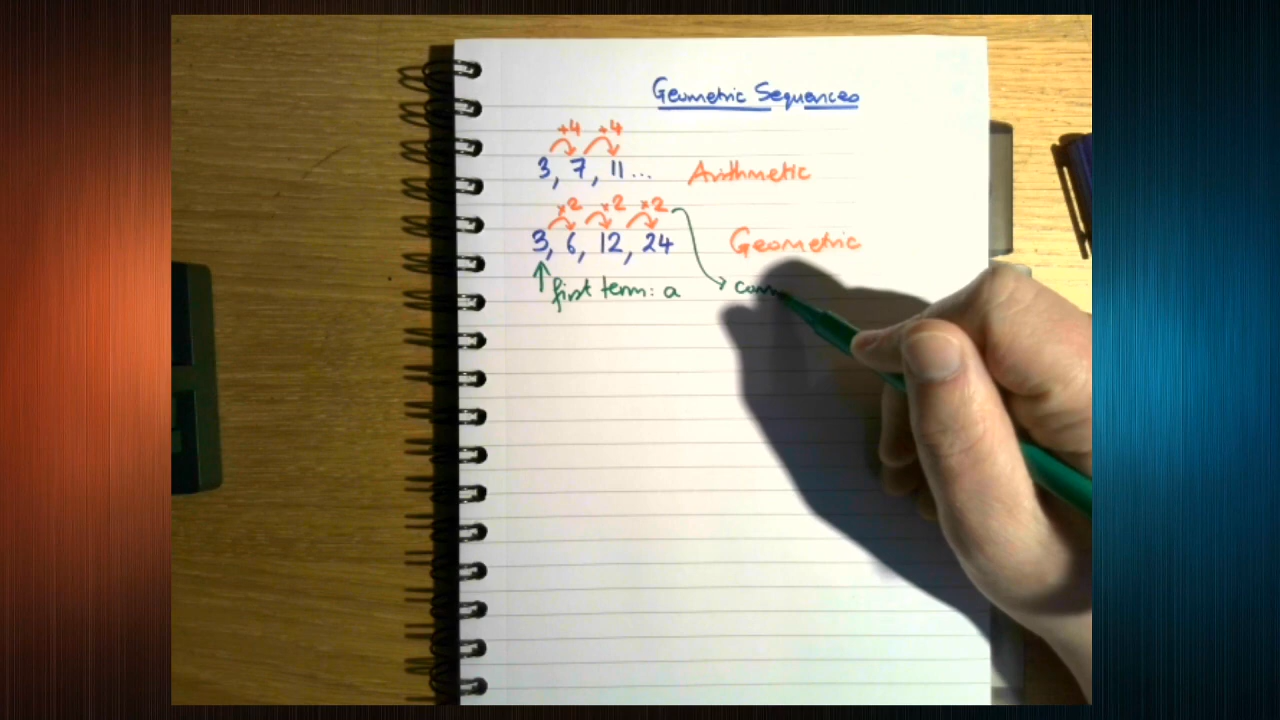 Geometric Sequences
+4 +4
3, 7, 11... Arithmetic
×2 ×2 ×2
3, 6, 12, 24 Geometric
first term: a